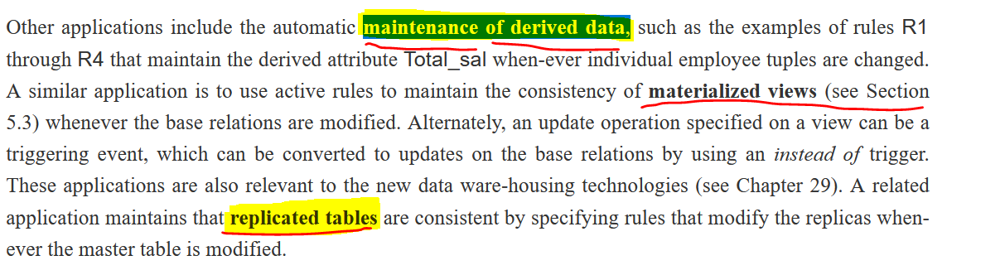 Other applications include the automatic maintenance of derived data, such as the examples of rules R1
through R4 that maintain the derived attribute Total_sal when-ever individual employee tuples are changed.
A similar application is to use active rules to maintain the consistency of materialized views (see Section
5.3) whenever the base relations are modified. Alternately, an update operation specified on a view can be a
triggering event, which can be converted to updates on the base relations by using an instead of trigger.
These applications are also relevant to the new data ware-housing technologies (see Chapter 29). A related
application maintains that replicated tables are consistent by specifying rules that modify the replicas when-
ever the master table is modified.